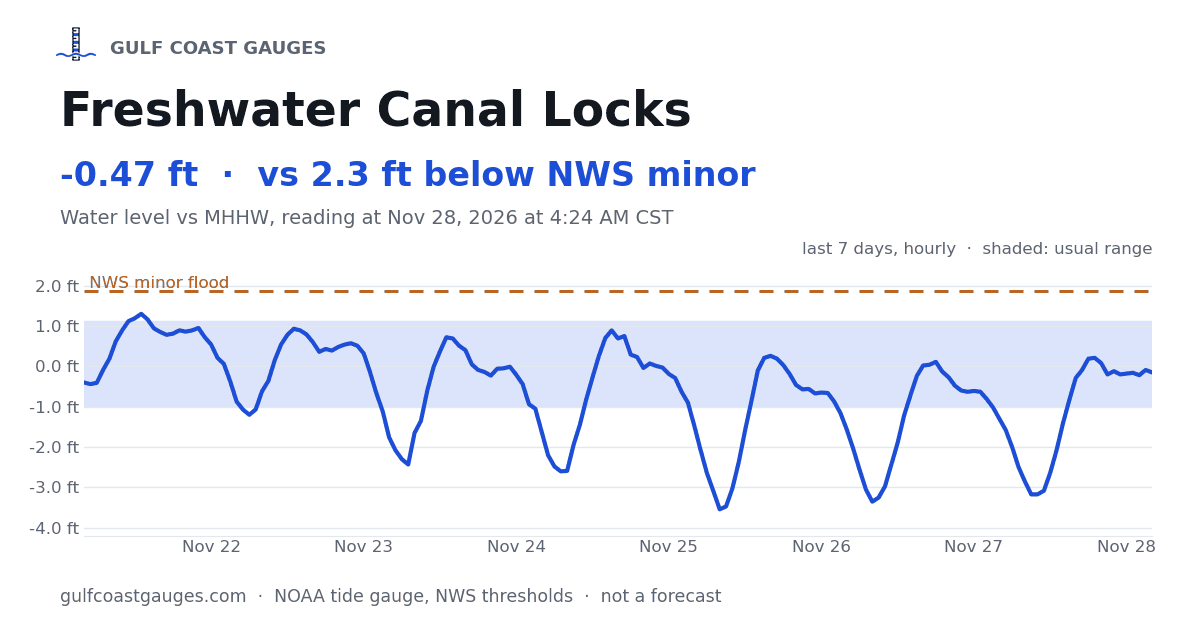 GULF COAST GAUGES
Freshwater Canal Locks
-0.47 ft · vs 2.3 ft below NWS minor
Water level vs MHHW, reading at Nov 28, 2026 at 4:24 AM CST
last 7 days, hourly · shaded: usual range
NWS minor flood
2.0 ft
1.0 ft
0.0 ft
-1.0 ft
-2.0 ft
-3.0 ft
-4.0 ft
Nov 22 Nov 23 Nov 24 Nov 25 Nov 26 Nov 27 Nov 28
gulfcoastgauges.com · NOAA tide gauge, NWS thresholds · not a forecast